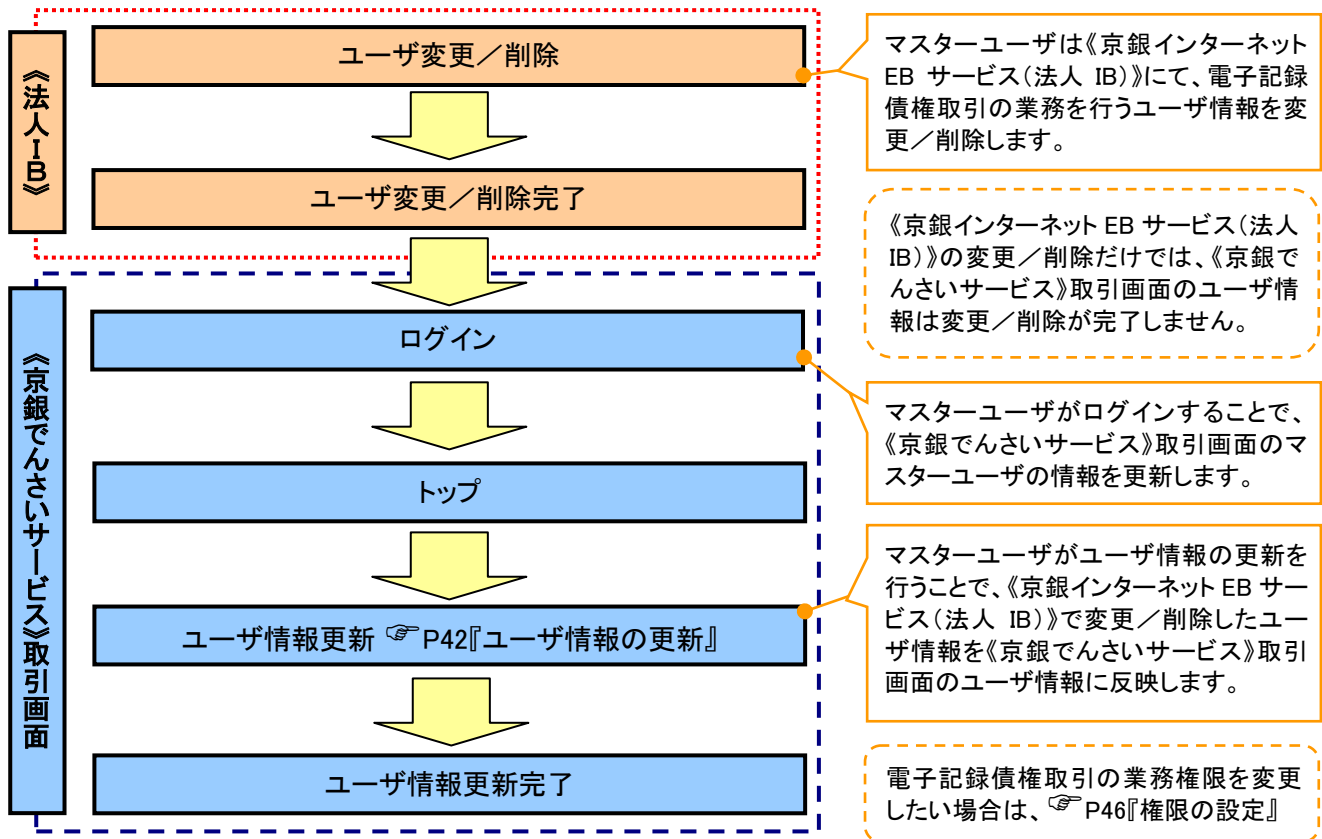 《法人ＩＢ》
ユーザ変更／削除
ユーザ変更／削除完了
マスターユーザは《京銀インターネット
EB サービス（法人 IB）》にて、電子記録
債権取引の業務を行うユーザ情報を変
更／削除します。
《京銀インターネット EB サービス（法人
IB）》の変更／削除だけでは、《京銀で
んさいサービス》取引画面のユーザ情
報は変更／削除が完了しません。
《京銀でんさいサービス》取引画面
ログイン
マスターユーザがログインすることで、
《京銀でんさいサービス》取引画面のマ
スターユーザの情報を更新します。
トップ
ユーザ情報更新 ☞P42『ユーザ情報の更新』
マスターユーザがユーザ情報の更新を
行うことで、《京銀インターネット EB サー
ビス（法人 IB）》で変更／削除したユー
ザ情報を《京銀でんさいサービス》取引
画面のユーザ情報に反映します。
ユーザ情報更新完了
電子記録債権取引の業務権限を変更
したい場合は、☞P46『権限の設定』